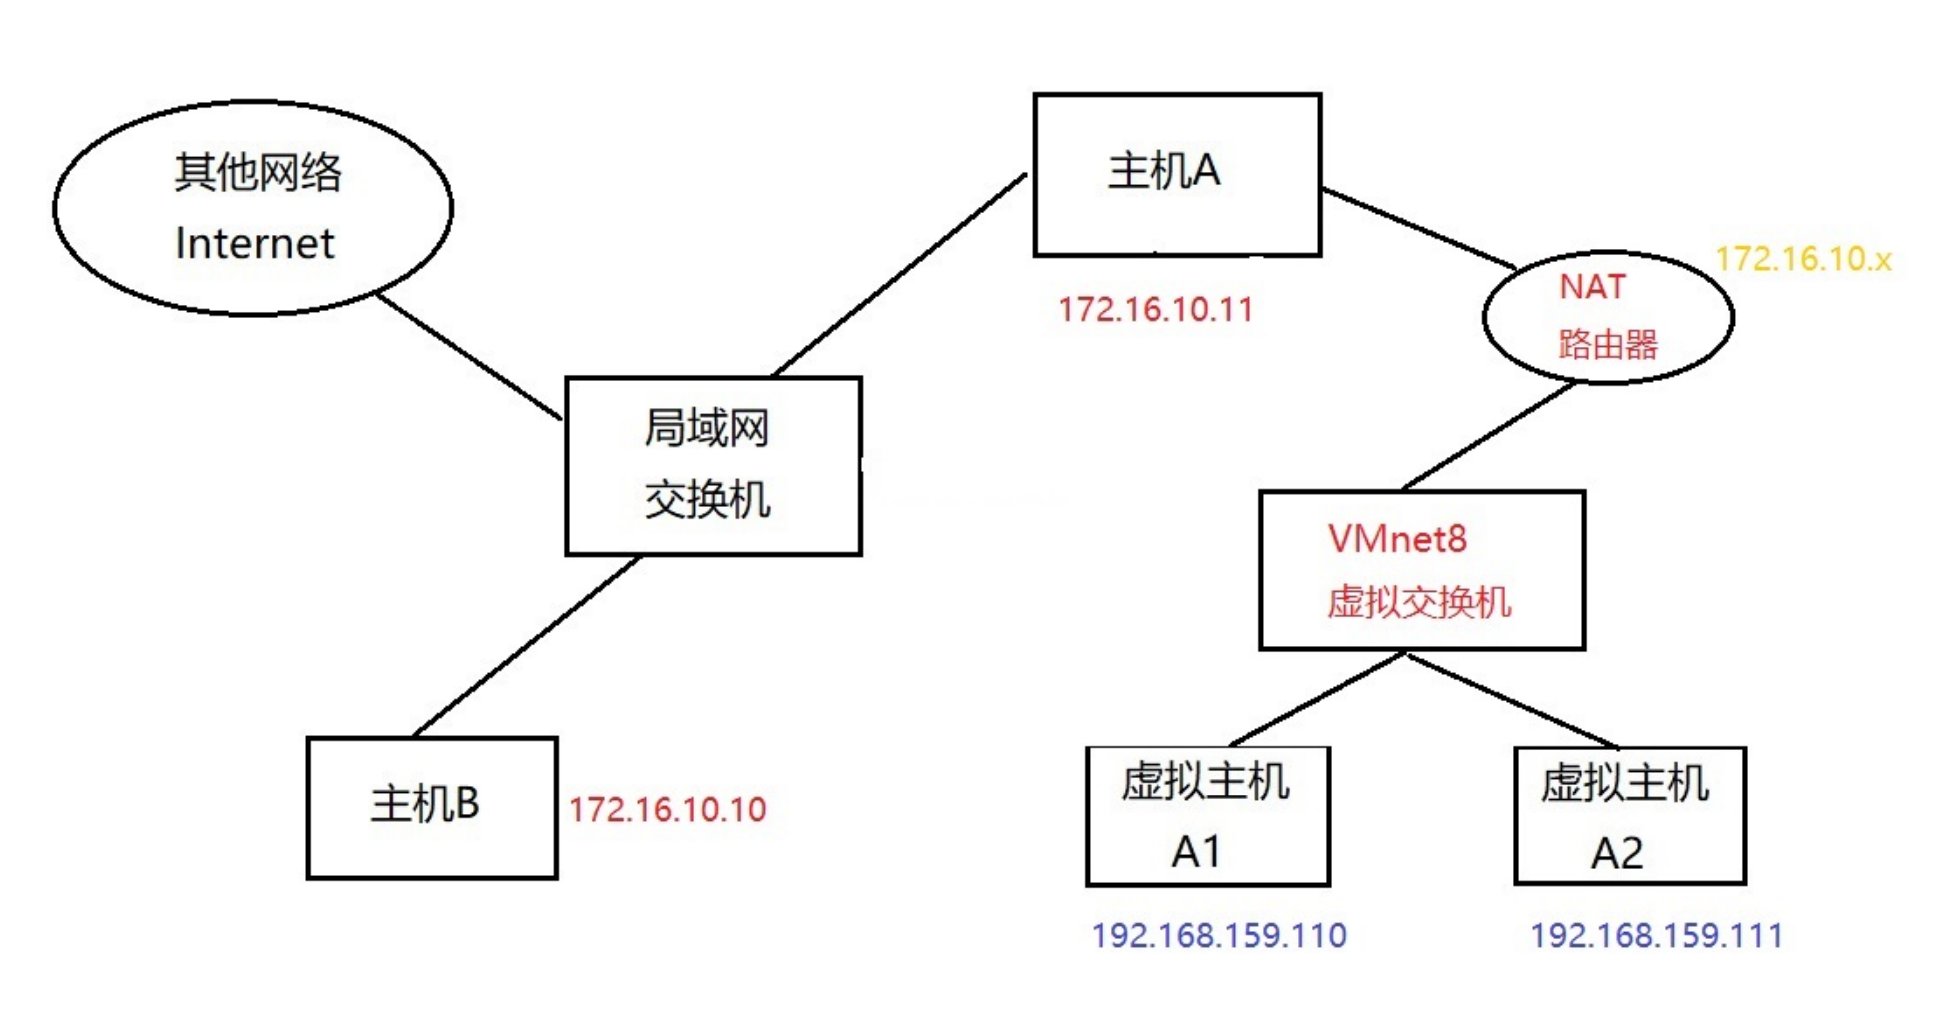 其他网络
Internet
主机A
172.16.10.11
172.16.10.x
NAT
路由器
局域网
交换机
VMnet8
虚拟交换机
主机B
172.16.10.10
虚拟主机
A1
192.168.159.110
虚拟主机
A2
192.168.159.111